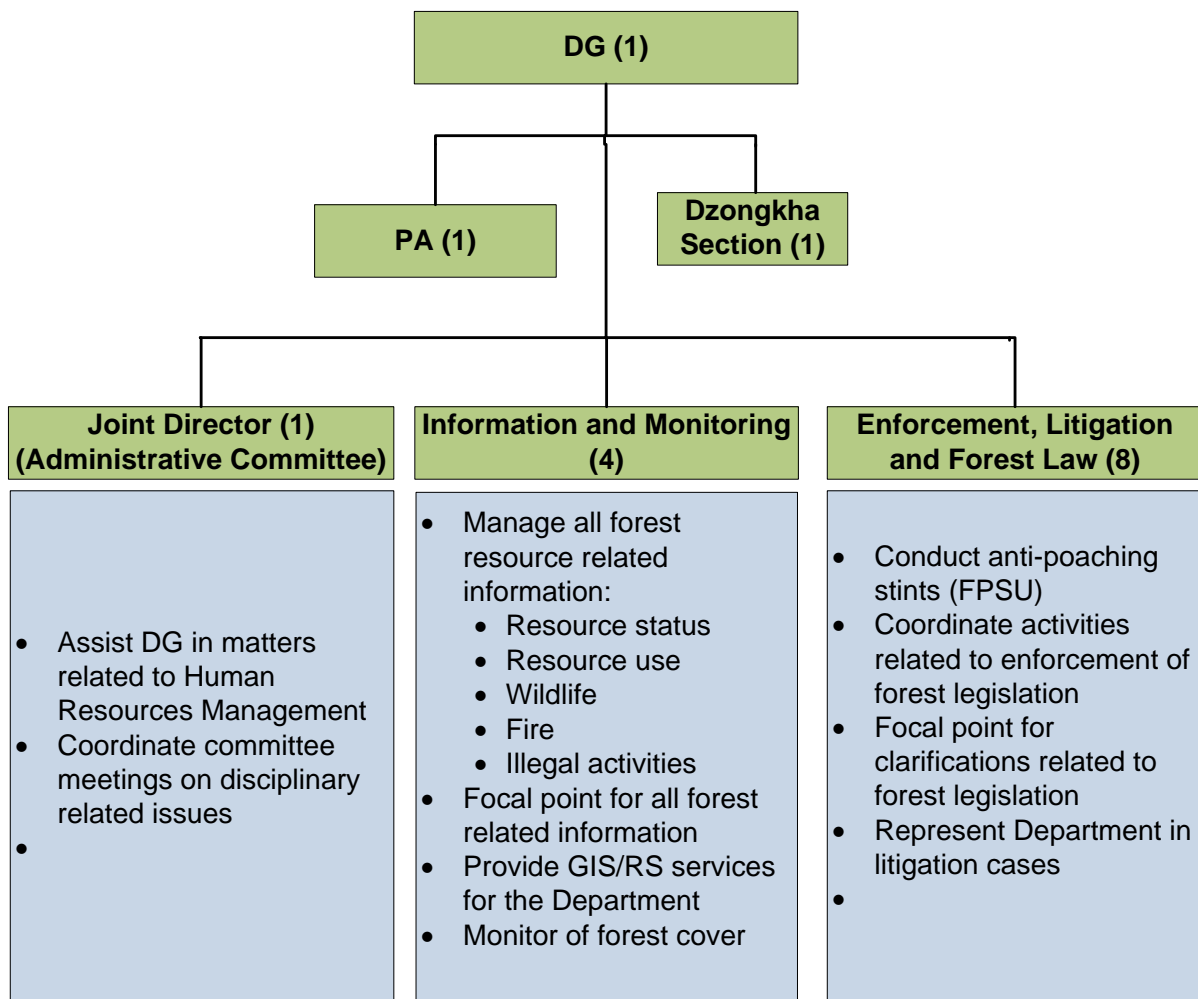 DG (1)
PA (1)
Dzongkha
Section (1)
Joint Director (1)
(Administrative Committee)
• Assist DG in matters
related to Human
Resources Management
• Coordinate committee
meetings on disciplinary
related issues
•
Information and Monitoring
(4)
• Manage all forest
resource related
information:
• Resource status
• Resource use
• Wildlife
• Fire
• Illegal activities
• Focal point for all forest
related information
• Provide GIS/RS services
for the Department
• Monitor of forest cover
Enforcement, Litigation
and Forest Law (8)
• Conduct anti-poaching
stints (FPSU)
• Coordinate activities
related to enforcement of
forest legislation
• Focal point for
clarifications related to
forest legislation
• Represent Department in
litigation cases
•